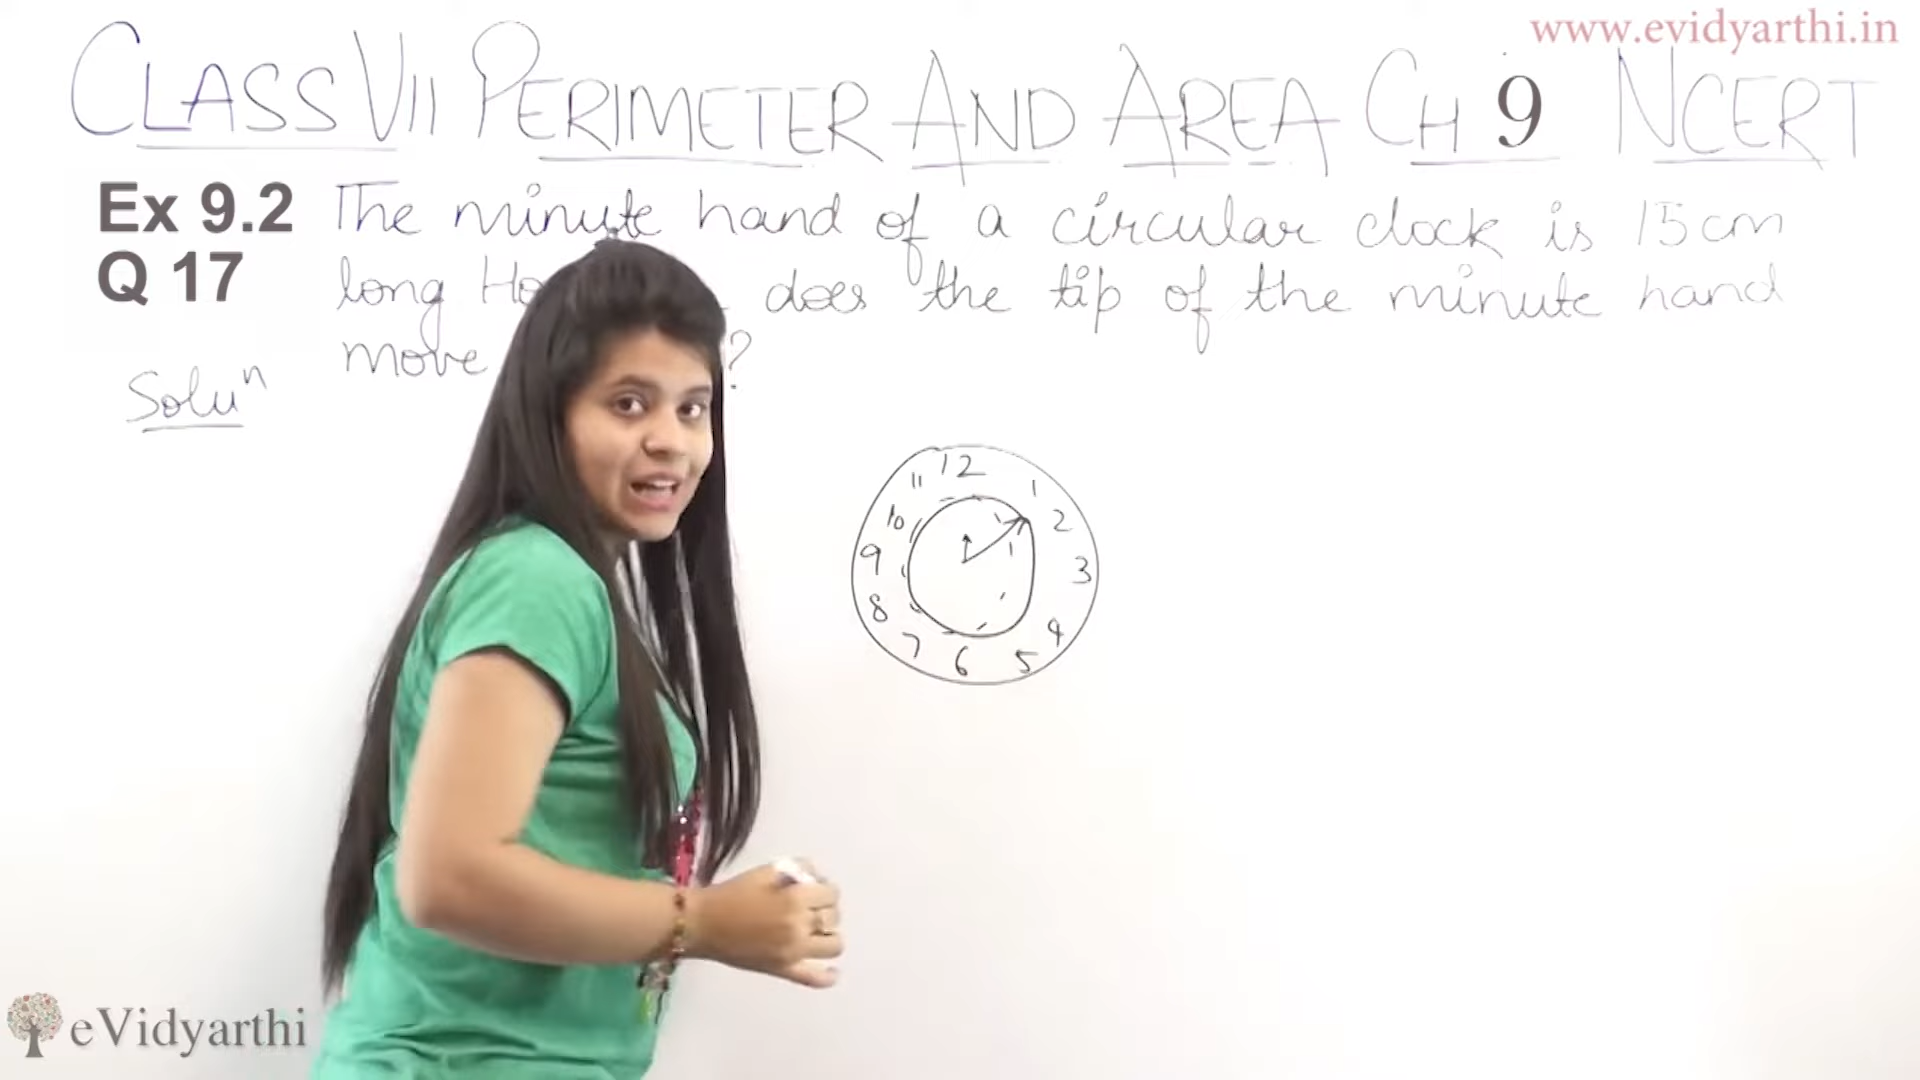 www.evidyarthi.in
CLASS VII PERIMETER AND AREA CH 9 NCERT
Ex 9.2 The minute hand of a circular clock is 15 cm
Q 17 long Ho does the tip of the minute hand
move ?
Soluⁿ
12
11 1
10 2
9 3
8 4
7 6 5
eVidyarthi